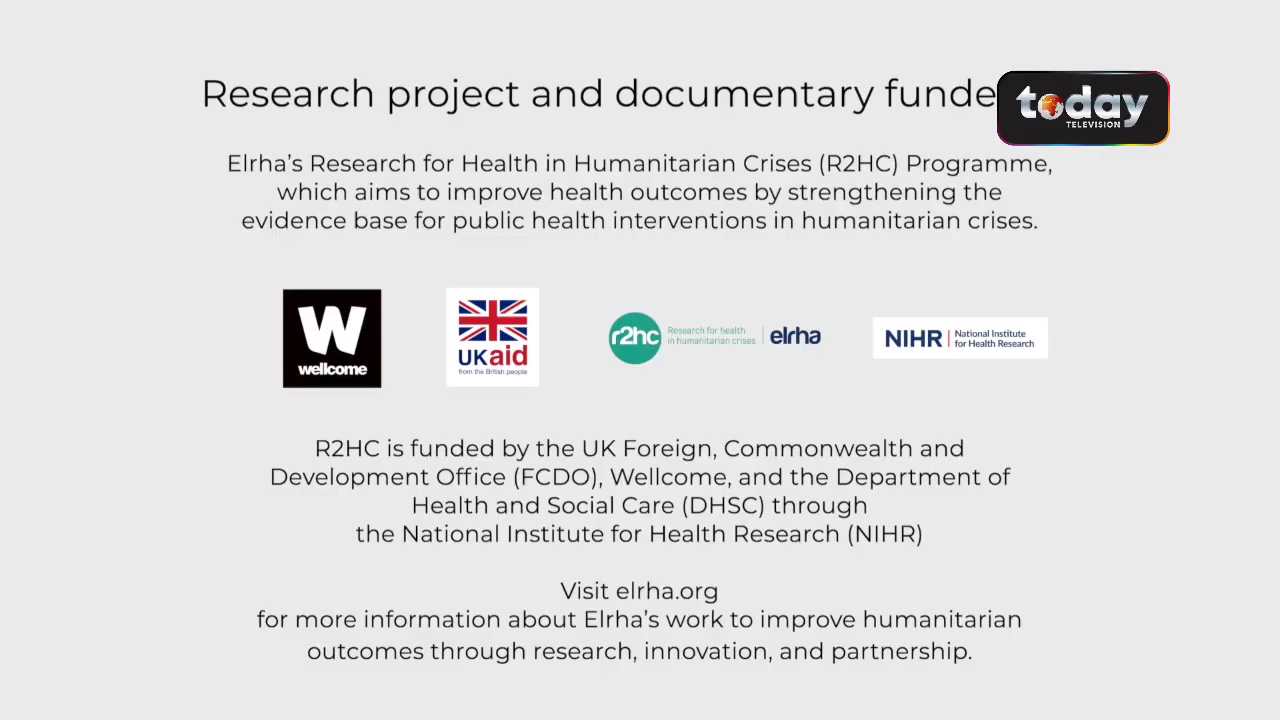 Research project and documentary funde
today
TELEVISION
Elrha's Research for Health in Humanitarian Crises (R2HC) Programme,
which aims to improve health outcomes by strengthening the
evidence base for public health interventions in humanitarian crises.
W
wellcome
UKaid
from the British people
r2hc
Research for health
in humanitarian crises
elrha
NIHR
National Institute
for Health Research
R2HC is funded by the UK Foreign, Commonwealth and
Development Office (FCDO), Wellcome, and the Department of
Health and Social Care (DHSC) through
the National Institute for Health Research (NIHR)
Visit elrha.org
for more information about Elrha's work to improve humanitarian
outcomes through research, innovation, and partnership.